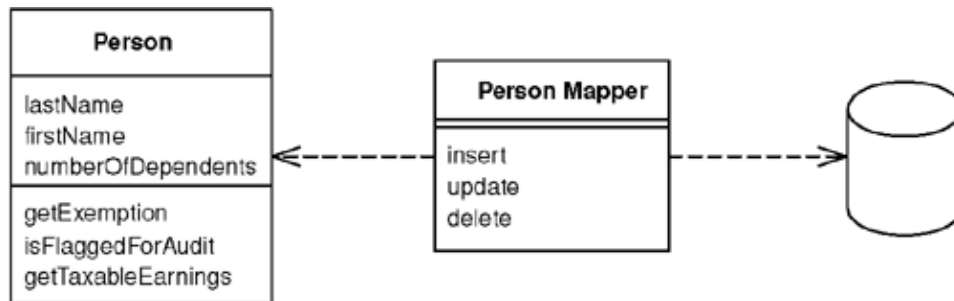 Person
lastName
firstName
numberOfDependents
getExemption
isFlaggedForAudit
getTaxableEarnings
Person Mapper
insert
update
delete